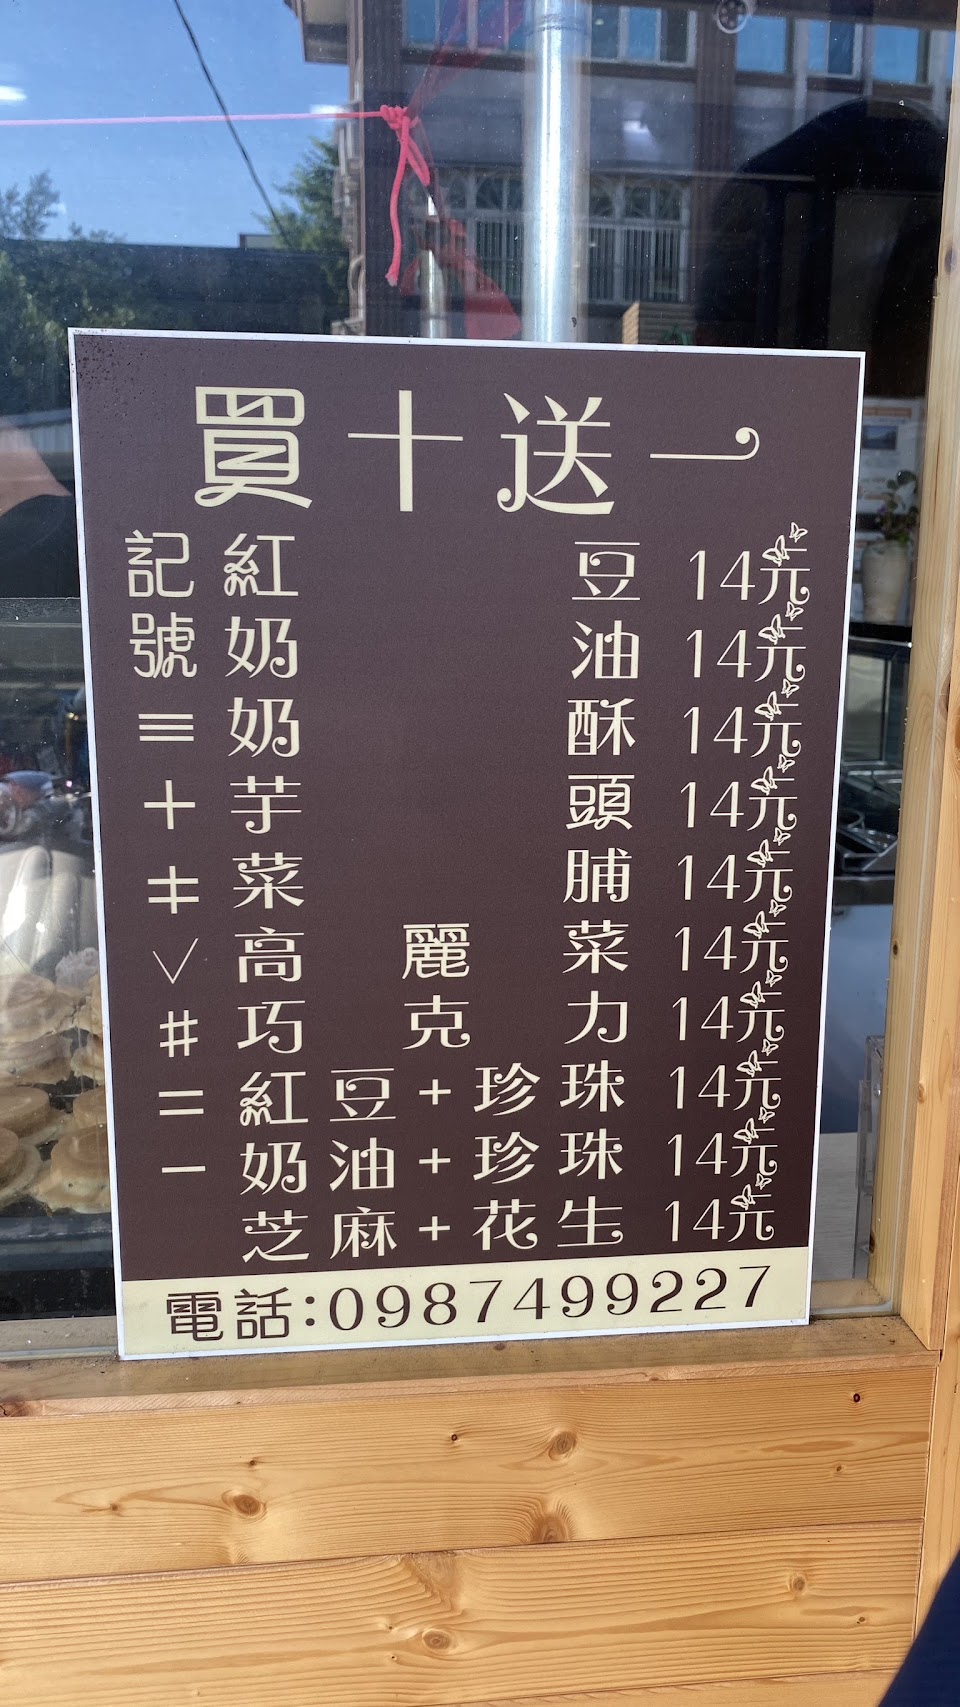 買十送一
記 紅豆 14元
號 奶油 14元
≡ 奶酥 14元
＋ 芋頭 14元
キ 菜脯 14元
∨ 高麗菜 14元
# 巧克力 14元
= 紅豆+珍珠 14元
− 奶油+珍珠 14元
芝麻+花生 14元
電話:0987499227